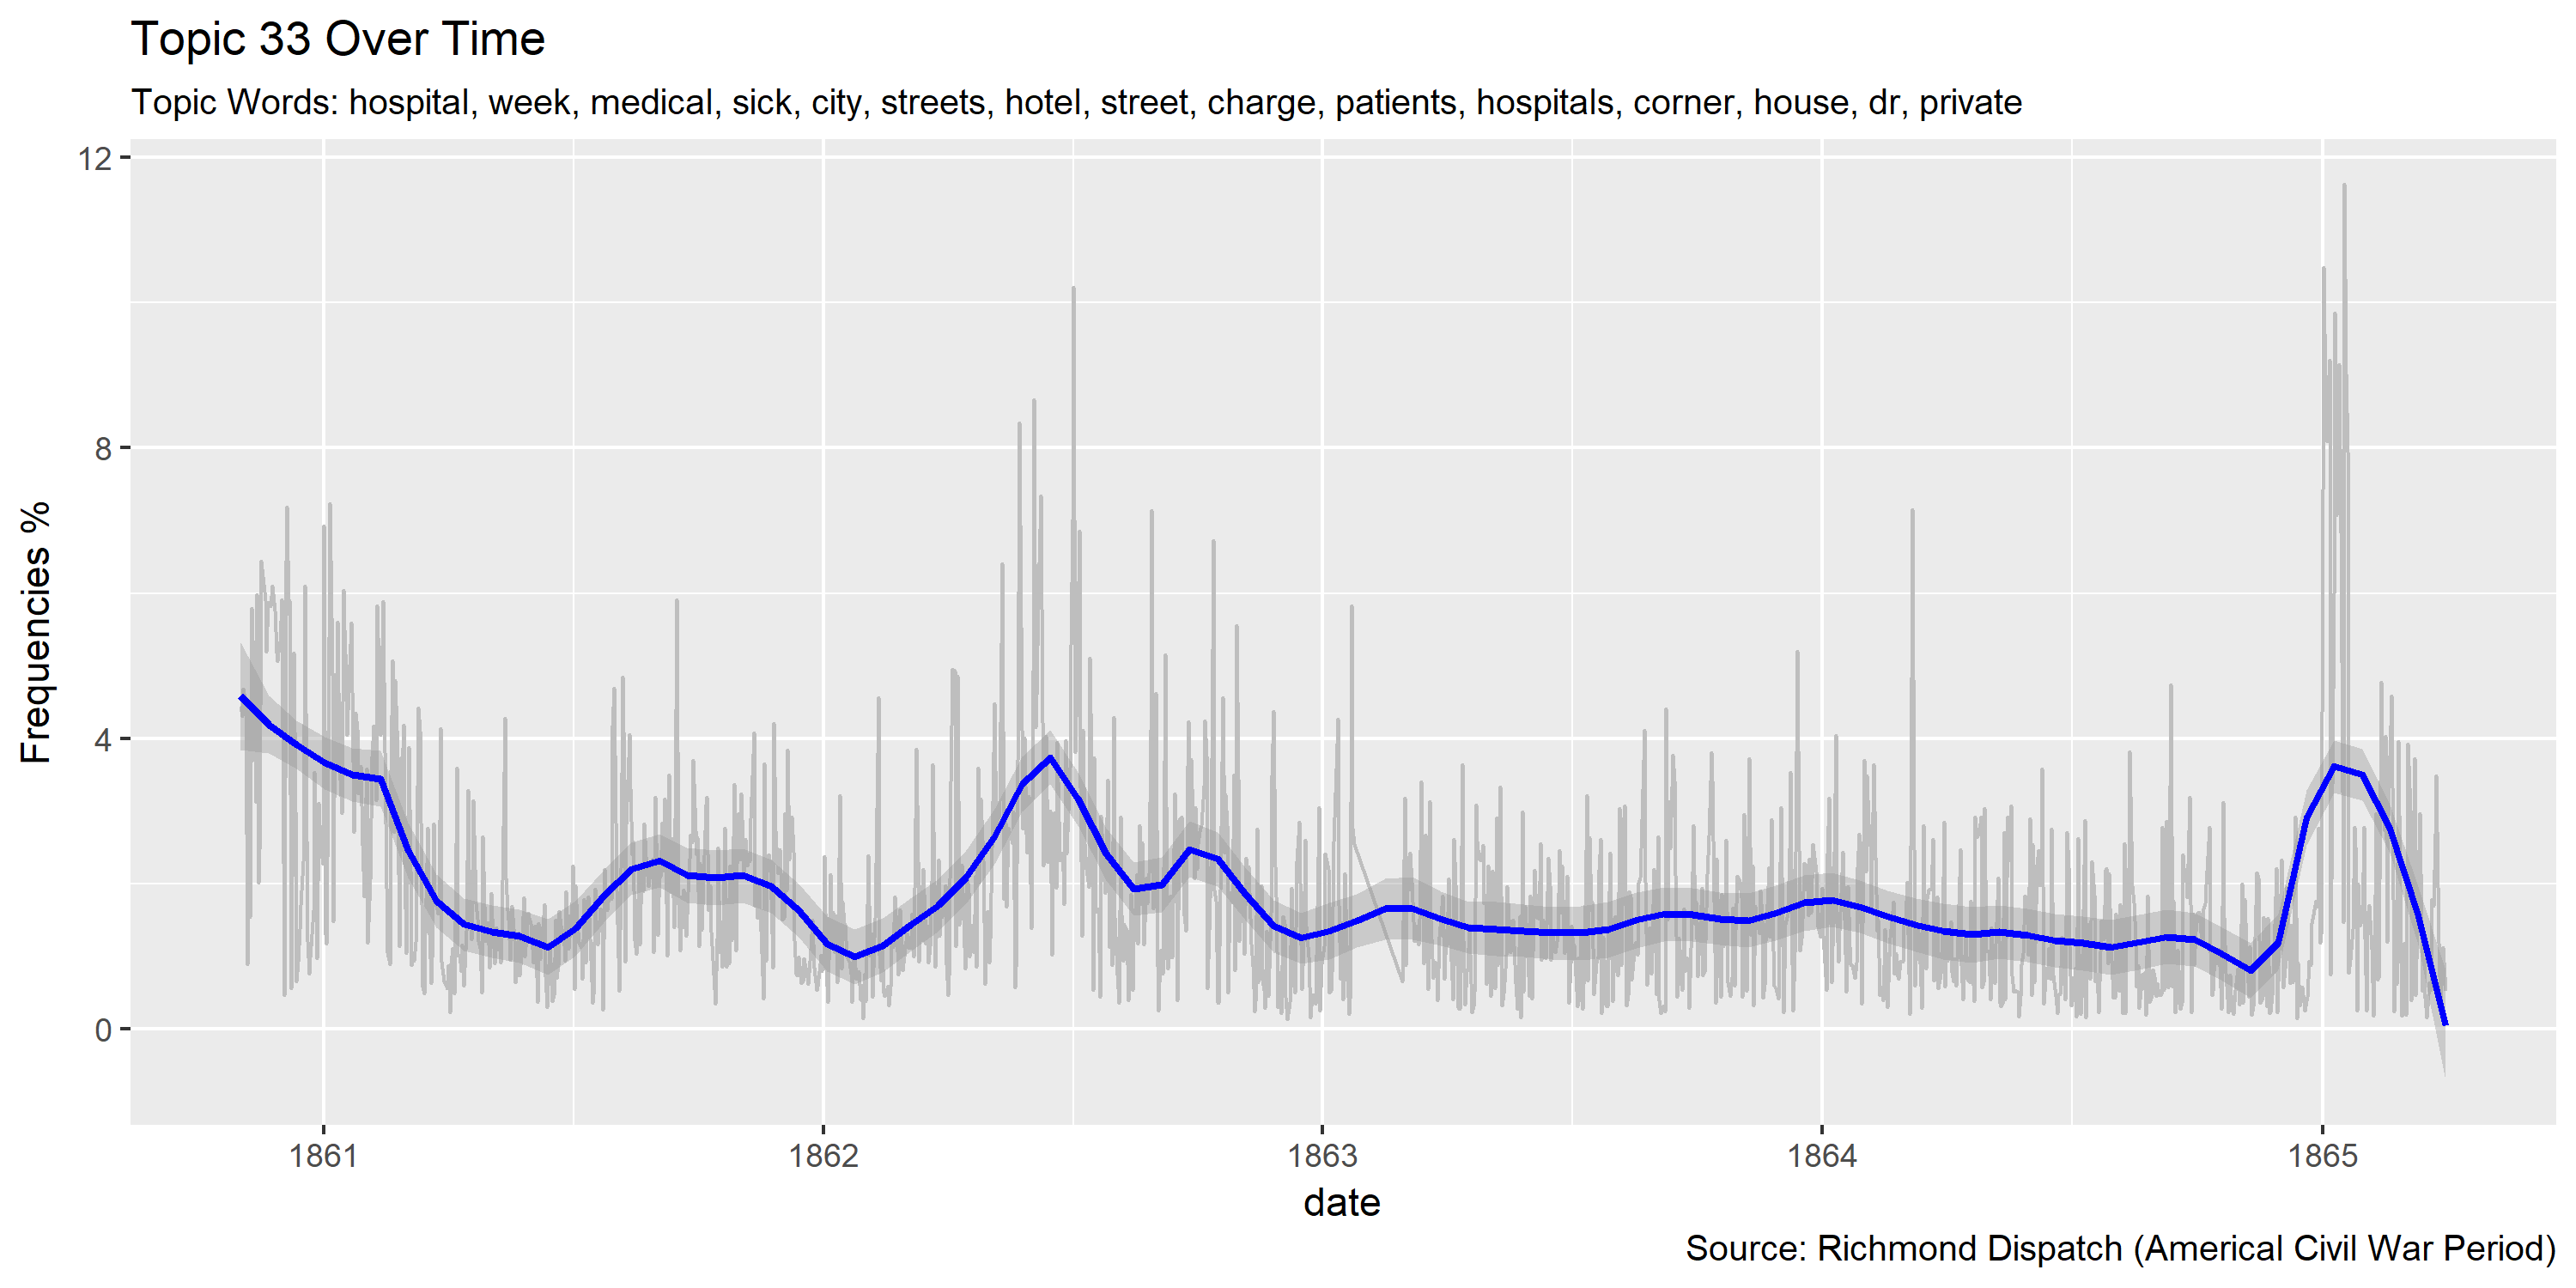 Topic 33 Over Time
Topic Words: hospital, week, medical, sick, city, streets, hotel, street, charge, patients, hospitals, corner, house, dr, private
Frequencies %
12
8
4
0
1861 1862 1863 1864 1865
date
Source: Richmond Dispatch (Americal Civil War Period)